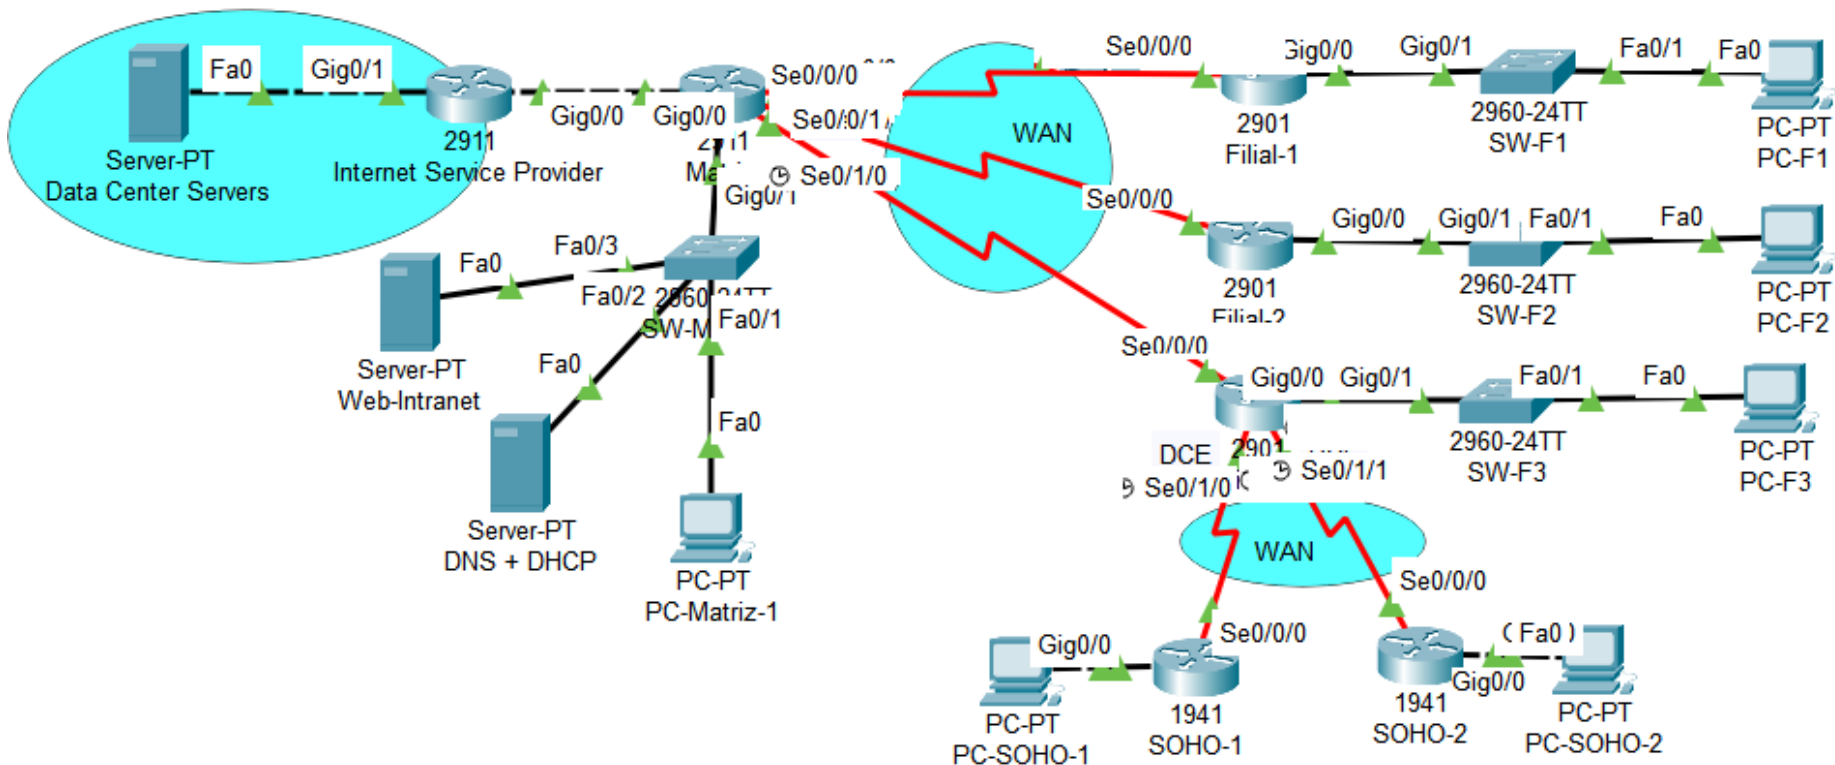 Fa0
Gig0/1
2911
Internet Service Provider
Server-PT
Data Center Servers
Gig0/0
Gig0/0
Se0/0/0
Se0/0/1
Se0/1/0
Gig0/1
WAN
Se0/0/0
2901
Filial-1
Gig0/0
Gig0/1
2960-24TT
SW-F1
Fa0/1
Fa0
PC-PT
PC-F1
Se0/0/0
2901
Filial-2
Gig0/0
Gig0/1
Fa0/1
2960-24TT
SW-F2
Fa0
PC-PT
PC-F2
Fa0
Fa0/3
Fa0/2
Fa0/1
Server-PT
Web-Intranet
Fa0
Server-PT
DNS + DHCP
Fa0
PC-PT
PC-Matriz-1
Se0/0/0
Gig0/0
Gig0/1
2901
2960-24TT
SW-F3
Fa0/1
Fa0
PC-PT
PC-F3
DCE
Se0/1/0
Se0/1/1
WAN
Se0/0/0
Se0/0/0
Gig0/0
PC-PT
PC-SOHO-1
1941
SOHO-1
Fa0
Gig0/0
1941
SOHO-2
PC-PT
PC-SOHO-2